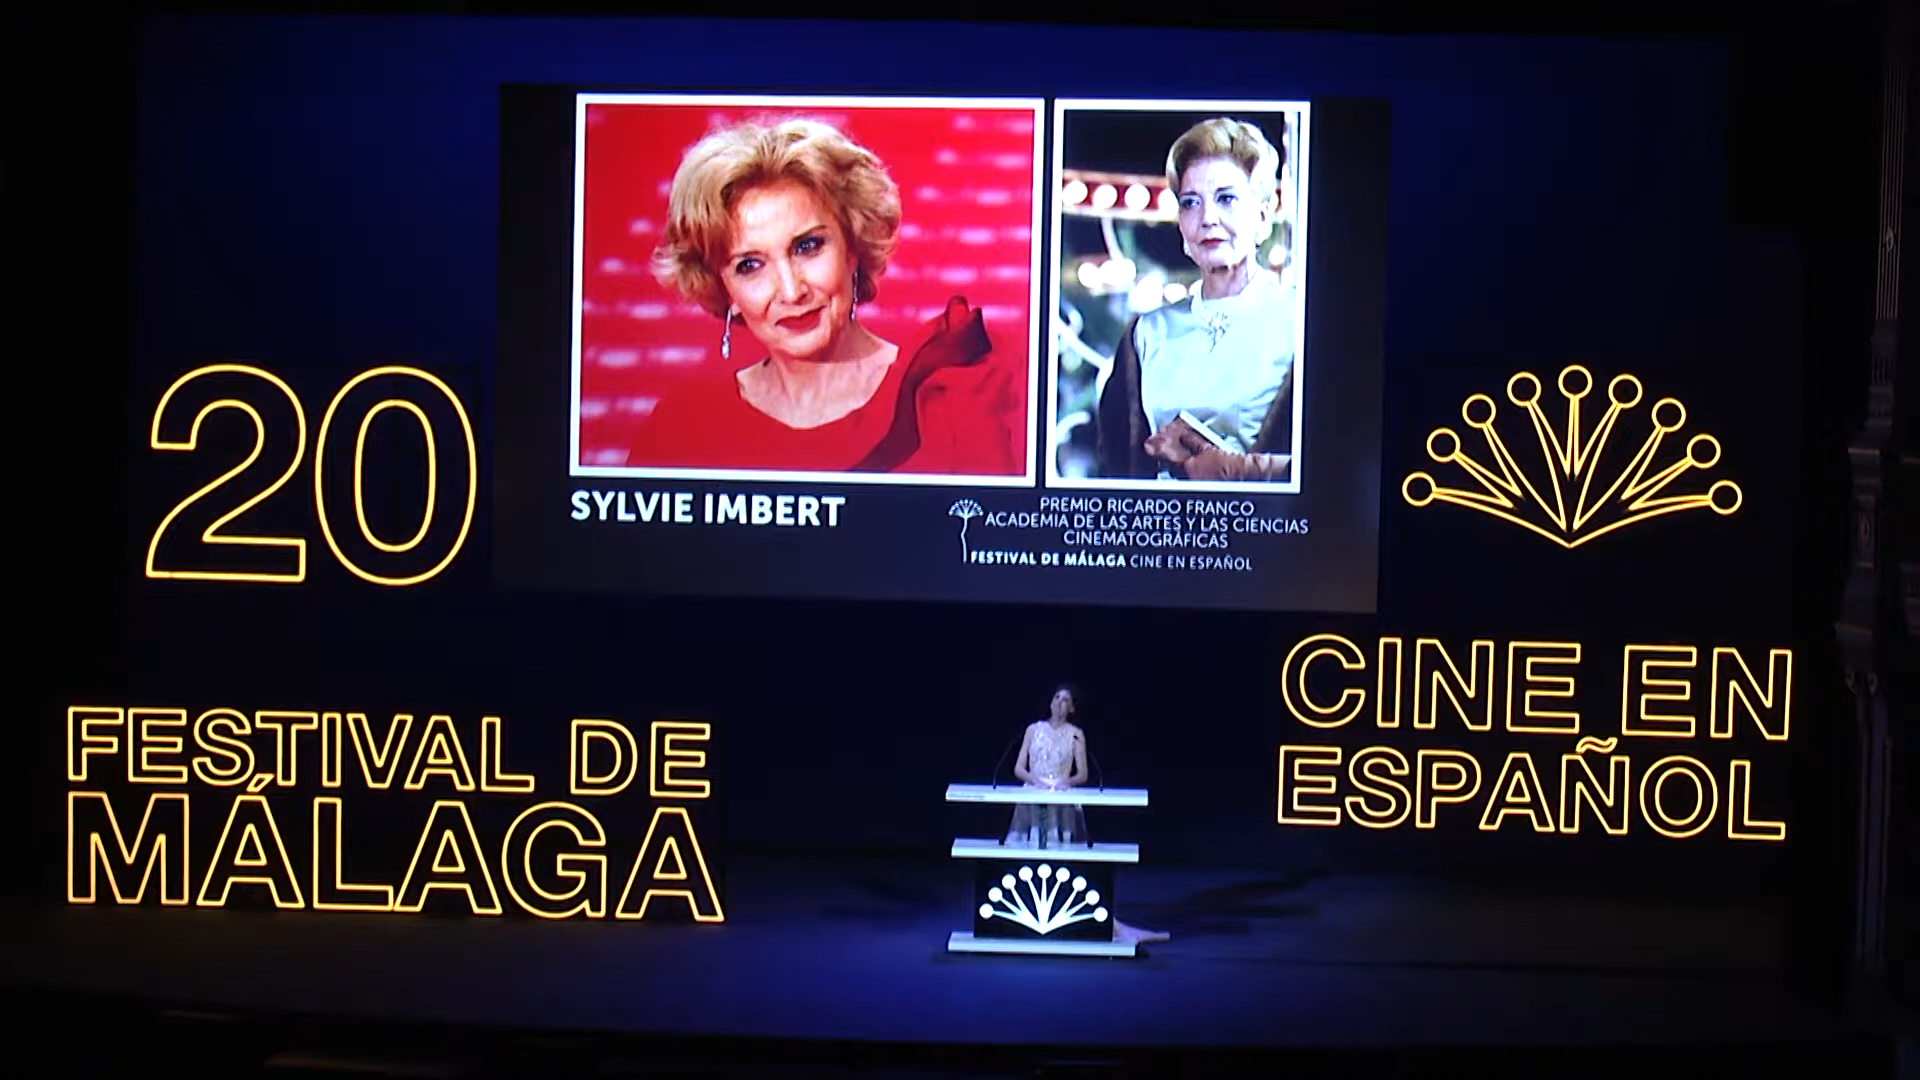 SYLVIE IMBERT
PREMIO RICARDO FRANCO
ACADEMIA DE LAS ARTES Y LAS CIENCIAS
CINEMATOGRÁFICAS
FESTIVAL DE MÁLAGA CINE EN ESPAÑOL
20
FESTIVAL DE
MÁLAGA
CINE EN
ESPAÑOL